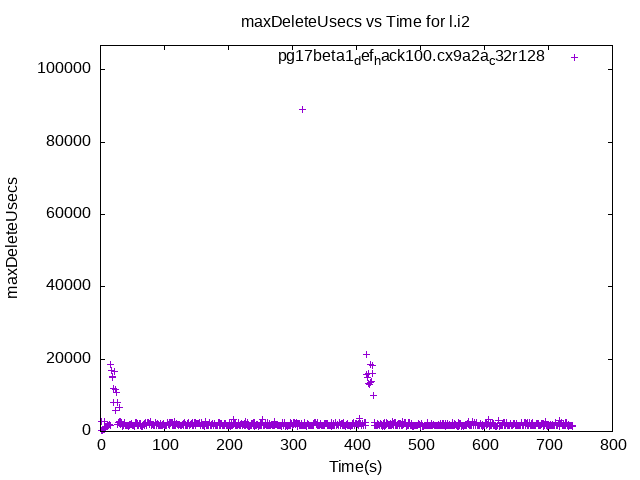 maxDeleteUsecs vs Time for l.i2
pg17beta1_def_hack100.cx9a2a_c32r128
100000
80000
60000
40000
20000
0
maxDeleteUsecs
0 100 200 300 400 500 600 700 800
Time(s)